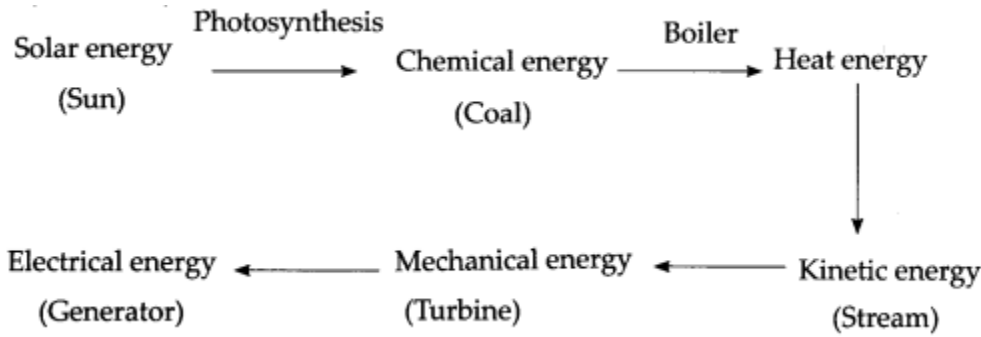 Photosynthesis
Boiler
Solar energy
Chemical energy
Heat energy
(Sun)
(Coal)
Electrical energy
Mechanical energy
Kinetic energy
(Generator)
(Turbine)
(Stream)